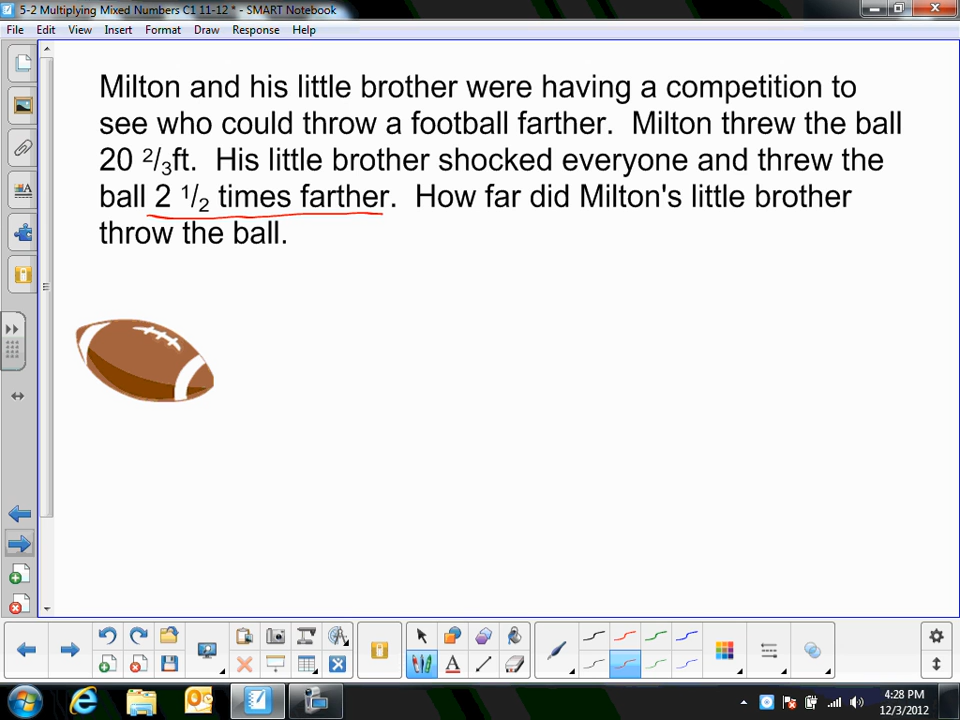 5-2 Multiplying Mixed Numbers C1 11-12 * - SMART Notebook
File Edit View Insert Format Draw Response Help
Milton and his little brother were having a competition to
see who could throw a football farther. Milton threw the ball
20 2/3ft. His little brother shocked everyone and threw the
ball 2 1/2 times farther. How far did Milton's little brother
throw the ball.
4:28 PM
12/3/2012